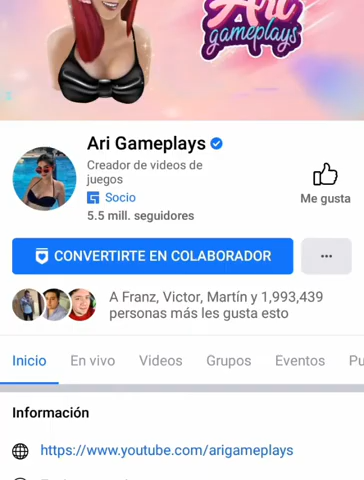 Ari
gameplays
Ari Gameplays
Creador de videos de
juegos
Socio
5.5 mill. seguidores
Me gusta
CONVERTIRTE EN COLABORADOR
A Franz, Victor, Martín y 1,993,439
personas más les gusta esto
Inicio En vivo Videos Grupos Eventos Pu
Información
https://www.youtube.com/arigameplays